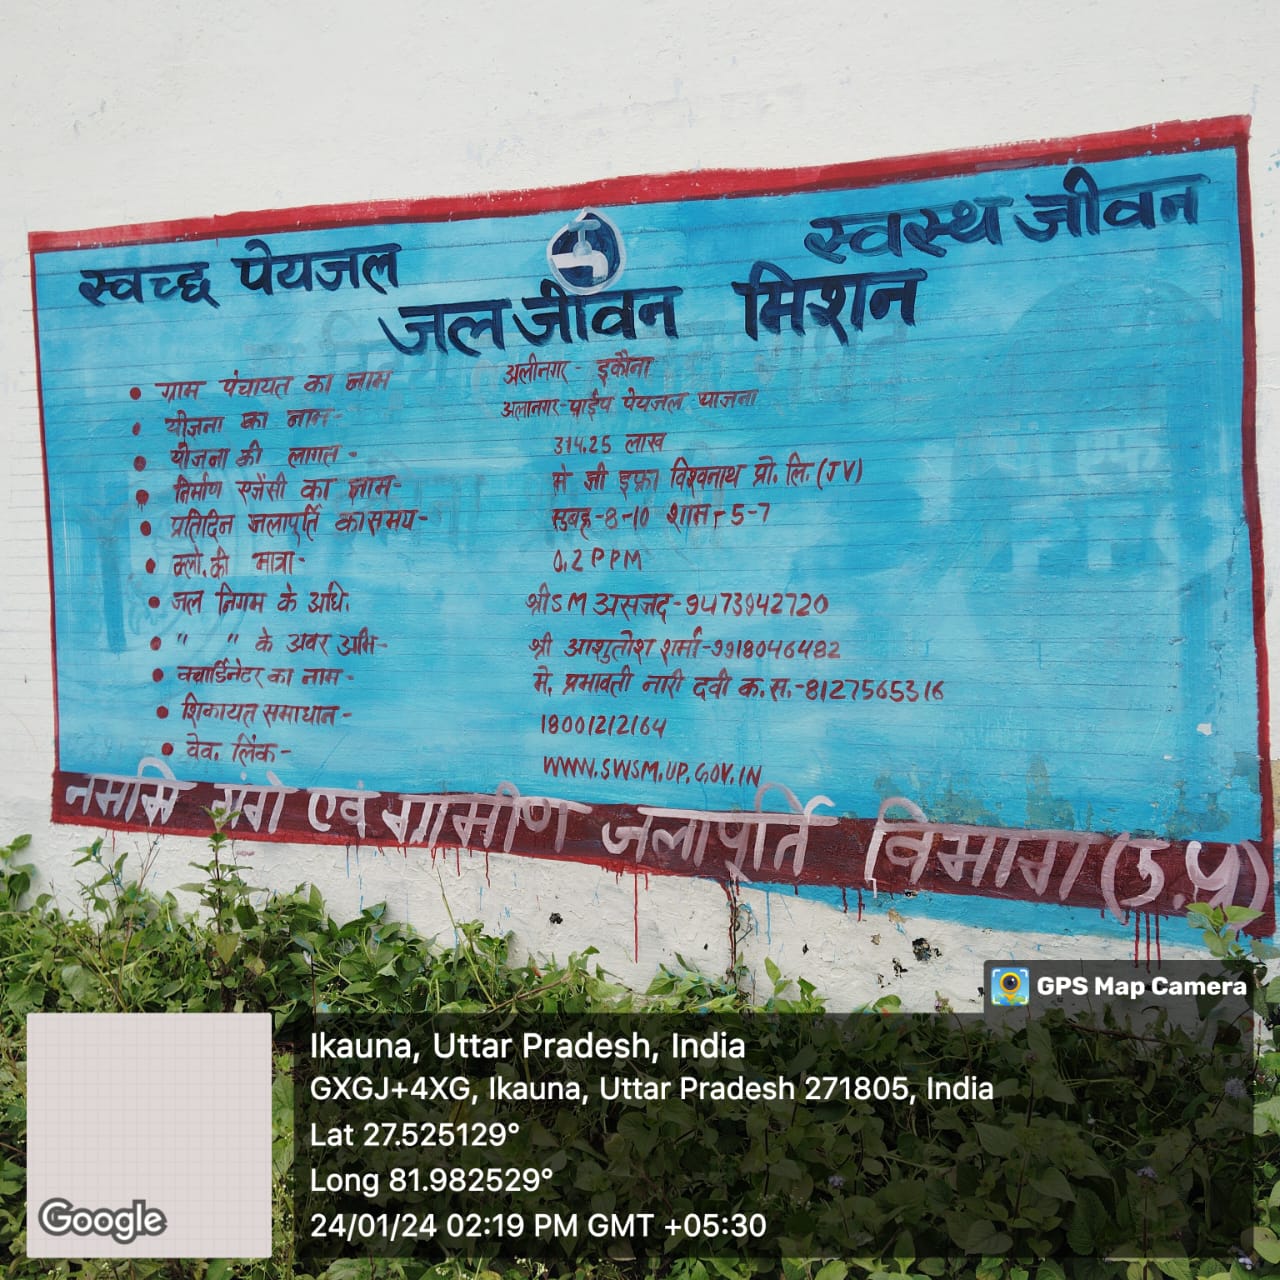 स्वच्छ पेयजल
स्वस्थ जीवन
जल जीवन मिशन
• ग्राम पंचायत का नाम अलीनगर - इकौना
• योजना का नाम- अलानगर-पाईप पेयजल याजना
• योजना की लागत - 314.25 लाख
• निर्माण एजेंसी का नाम- मे जी इफ्रा विश्वनाथ प्रो. लि. (JV)
• प्रतिदिन जलापूर्ति का समय- सुबह-8-10 शाम-5-7
• क्लो. की मात्रा- 0.2 PPM
• जल निगम के अधि. श्री S M असजद-9473942720
• " " के अवर अभि- श्री आशुतोश शर्मा-9918046482
• क्वार्डिनेटर का नाम - मे. प्रभावती नारी दवी क.स.-8127565316
• शिकायत समाधान - 18001212164
• वेव. लिंक- WWW.SWSM.UP.GOV.IN
नमामि गंगे एवं ग्रामीण जलापूर्ति विभाग (उ.प्र)
GPS Map Camera
Ikauna, Uttar Pradesh, India
GXGJ+4XG, Ikauna, Uttar Pradesh 271805, India
Lat 27.525129°
Long 81.982529°
24/01/24 02:19 PM GMT +05:30
Google